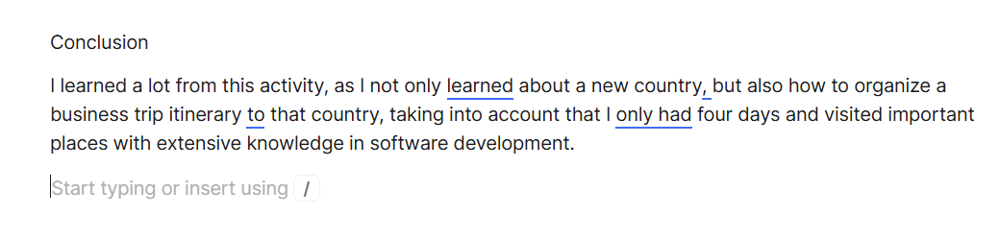 Conclusion
I learned a lot from this activity, as I not only learned about a new country, but also how to organize a
business trip itinerary to that country, taking into account that I only had four days and visited important
places with extensive knowledge in software development.
Start typing or insert using /